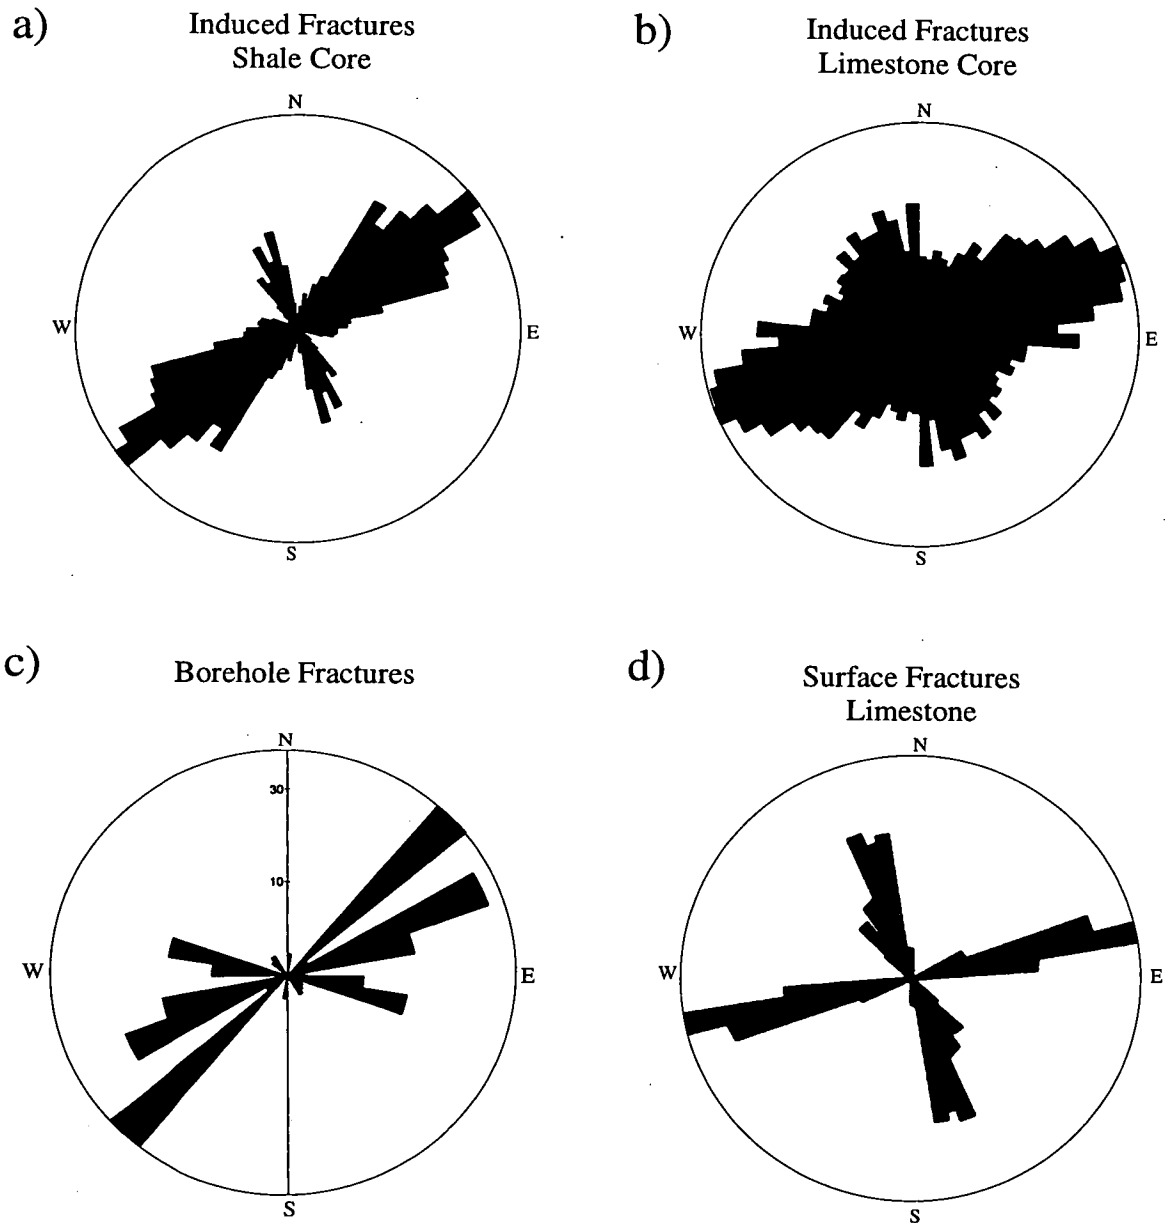 a)
Induced Fractures
Shale Core
N
W
E
S
b)
Induced Fractures
Limestone Core
N
W
E
S
c)
Borehole Fractures
N
30
10
W
E
S
d)
Surface Fractures
Limestone
N
W
E
S